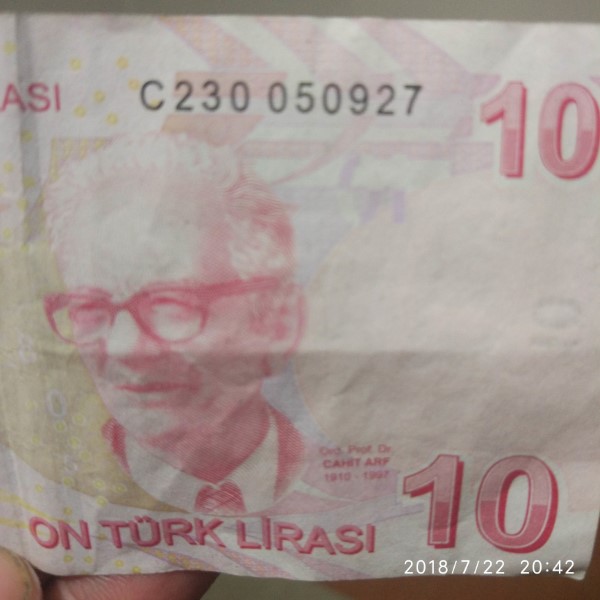 ASI
C230 050927
10
Ord. Prof. Dr.
CAHİT ARF
1910 - 1997
10
ON TÜRK LİRASI
2018/7/22 20:42